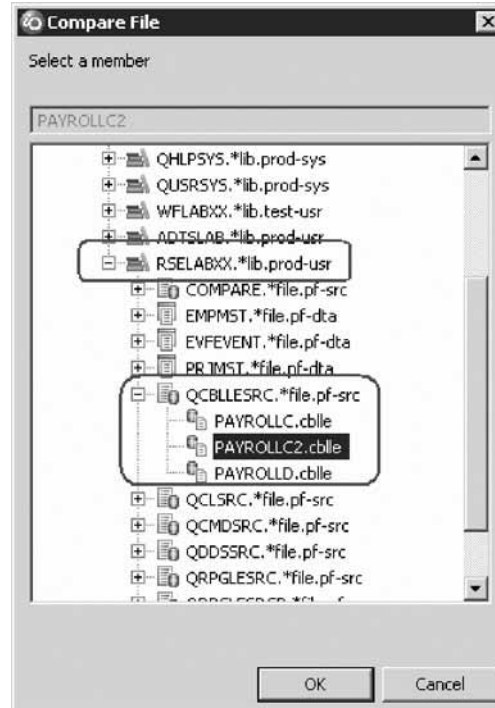 Compare File
Select a member
PAYROLLC2
QHLPSYS.*lib.prod-sys
QUSRSYS.*lib.prod-sys
WFLABXX.*lib.test-usr
ADTSLAB.*lib.prod-usr
RSELABXX.*lib.prod-usr
COMPARE.*file.pf-src
EMPMST.*file.pf-dta
EVFEVENT.*file.pf-dta
PRJMST.*file.pf-dta
QCBLLESRC.*file.pf-src
PAYROLLC.cblle
PAYROLLC2.cblle
PAYROLLD.cblle
QCLSRC.*file.pf-src
QCMDSRC.*file.pf-src
QDDSSRC.*file.pf-src
QRPGLESRC.*file.pf-src
OK Cancel